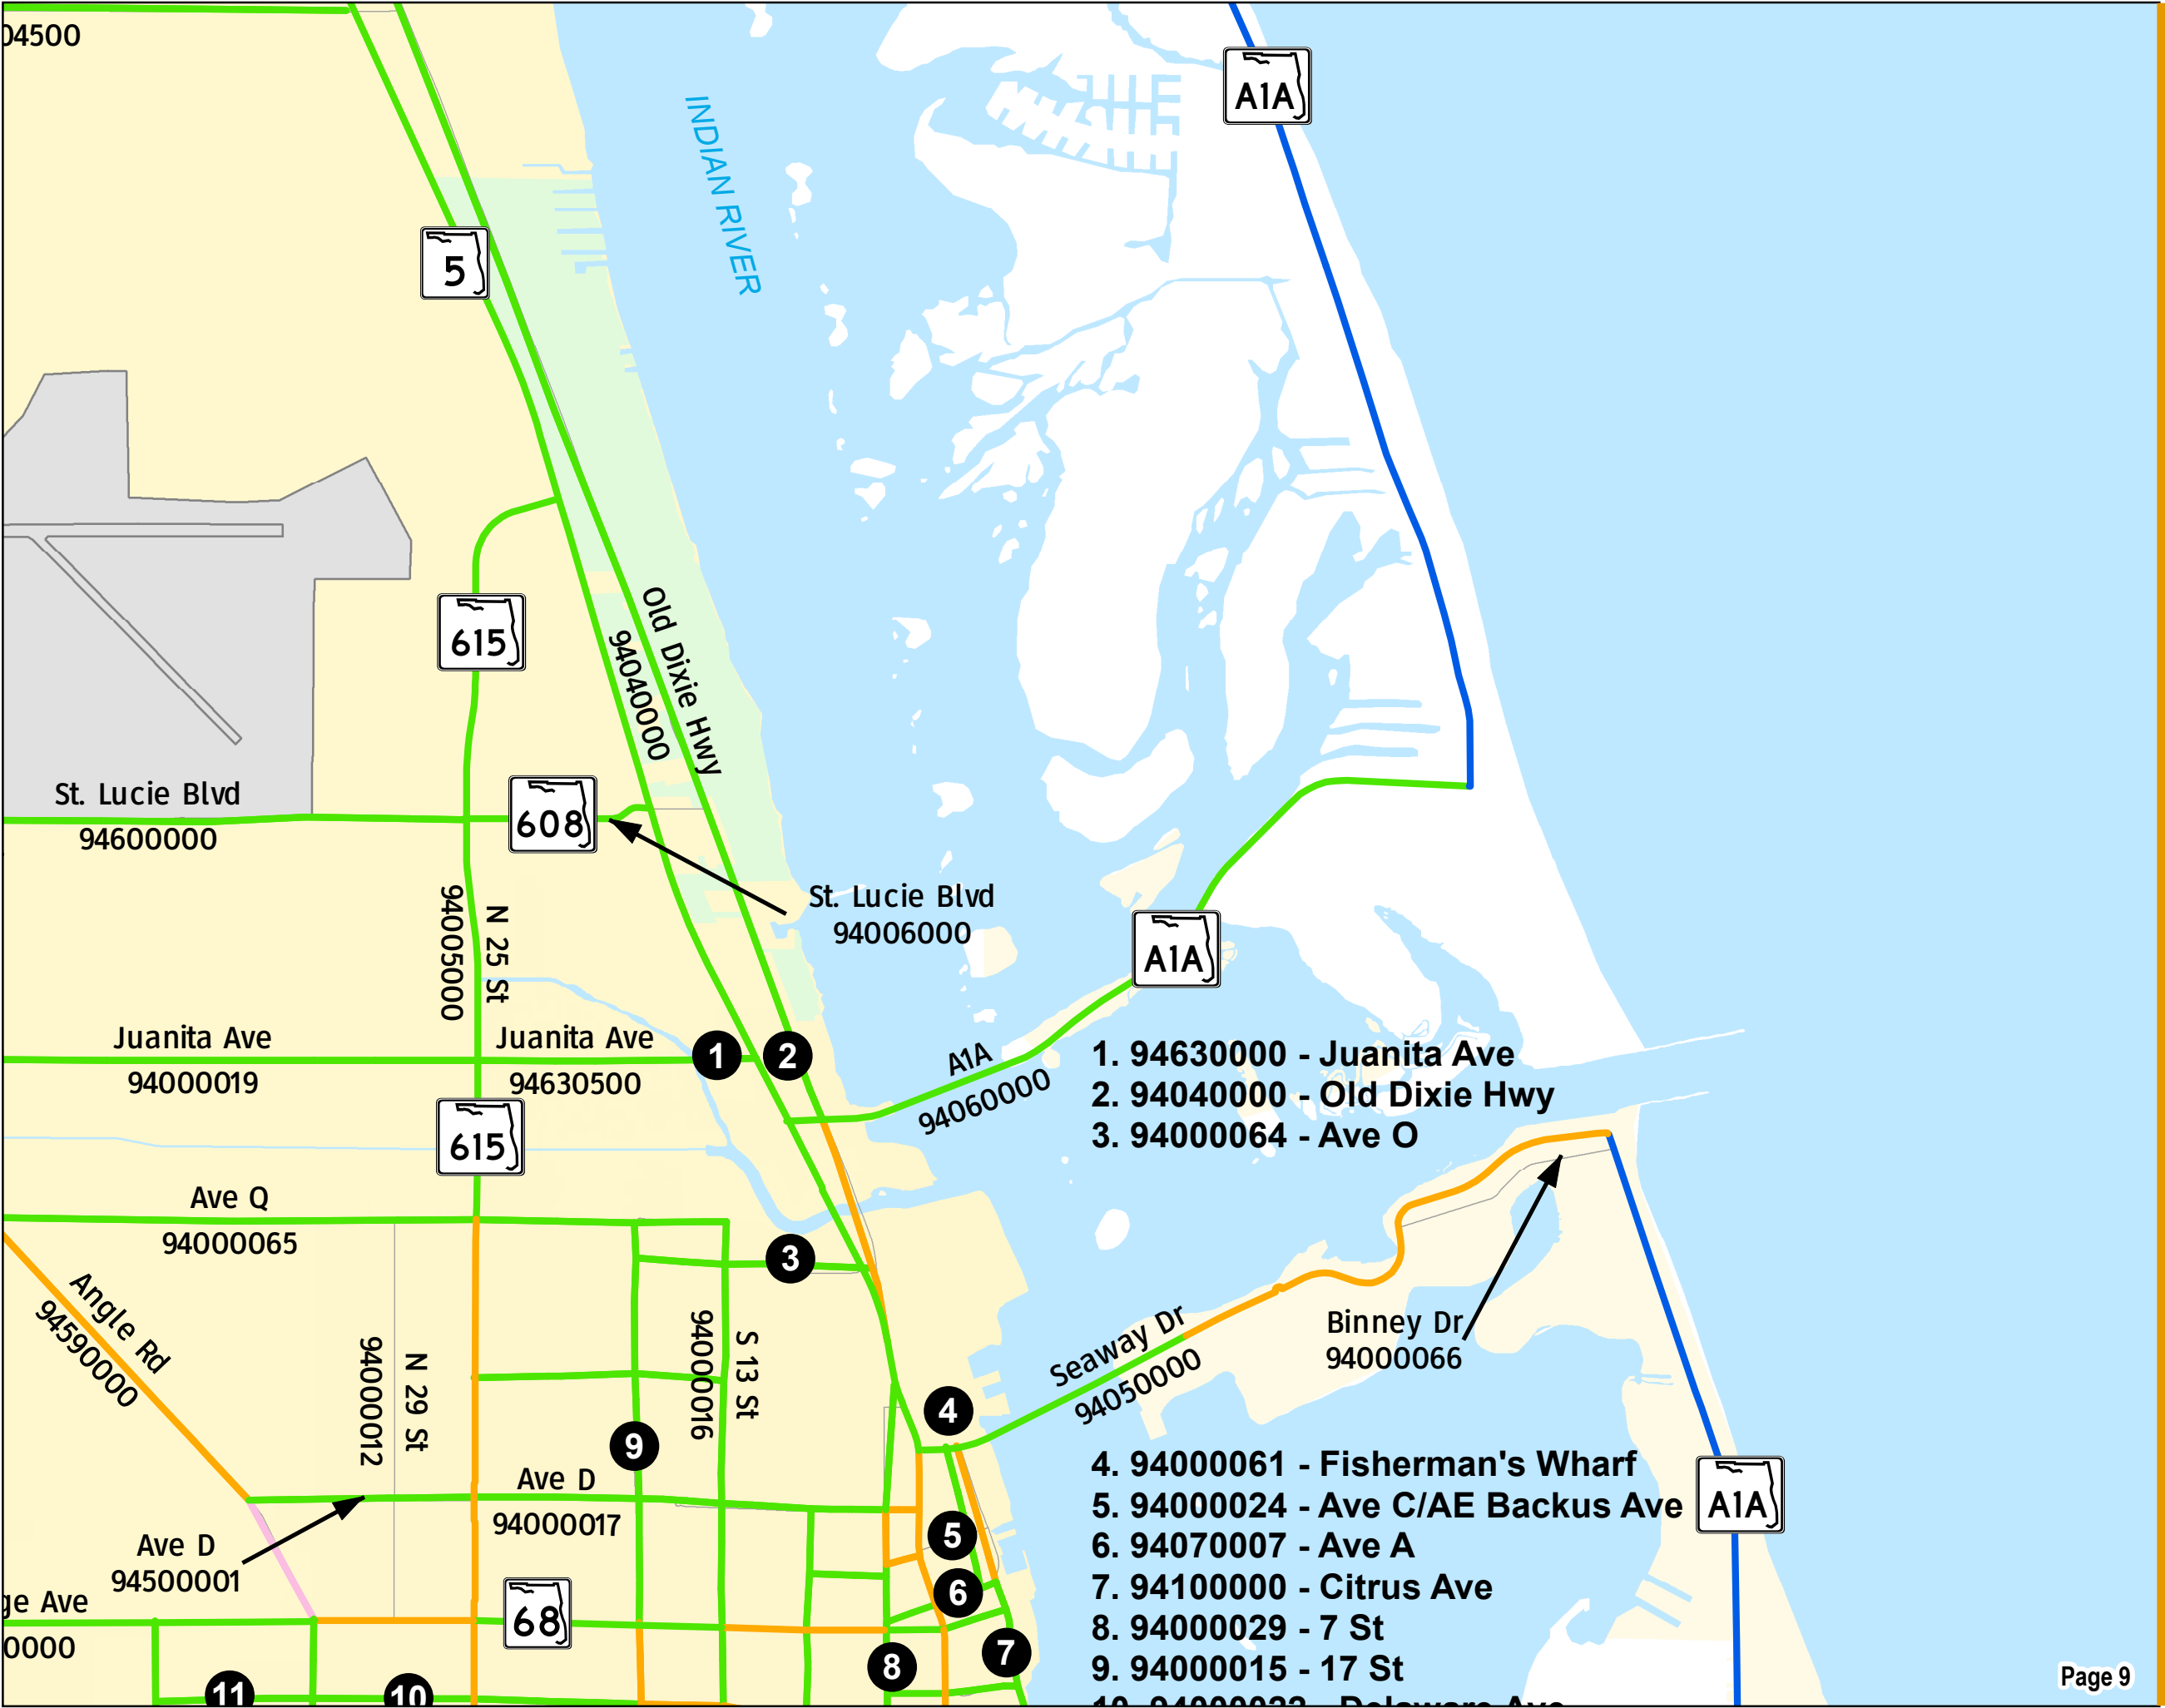 04500
A1A
INDIAN RIVER
5
615
Old Dixie Hwy
94040000
St. Lucie Blvd
94600000
608
St. Lucie Blvd
94006000
N 25 St
94005000
A1A
Juanita Ave
94000019
Juanita Ave
94630500
1
2
A1A
94060000
1. 94630000 - Juanita Ave
2. 94040000 - Old Dixie Hwy
3. 94000064 - Ave O
615
Ave Q
94000065
3
Angle Rd
94590000
N 29 St
94000012
S 13 St
94000016
Seaway Dr
94050000
Binney Dr
94000066
4
9
Ave D
94000017
Ave D
94500001
4. 94000061 - Fisherman's Wharf
5. 94000024 - Ave C/AE Backus Ave
6. 94070007 - Ave A
7. 94100000 - Citrus Ave
8. 94000029 - 7 St
9. 94000015 - 17 St
10. 94000022 - Delaware Ave
A1A
5
6
68
ge Ave
0000
7
8
11
10
Page 9